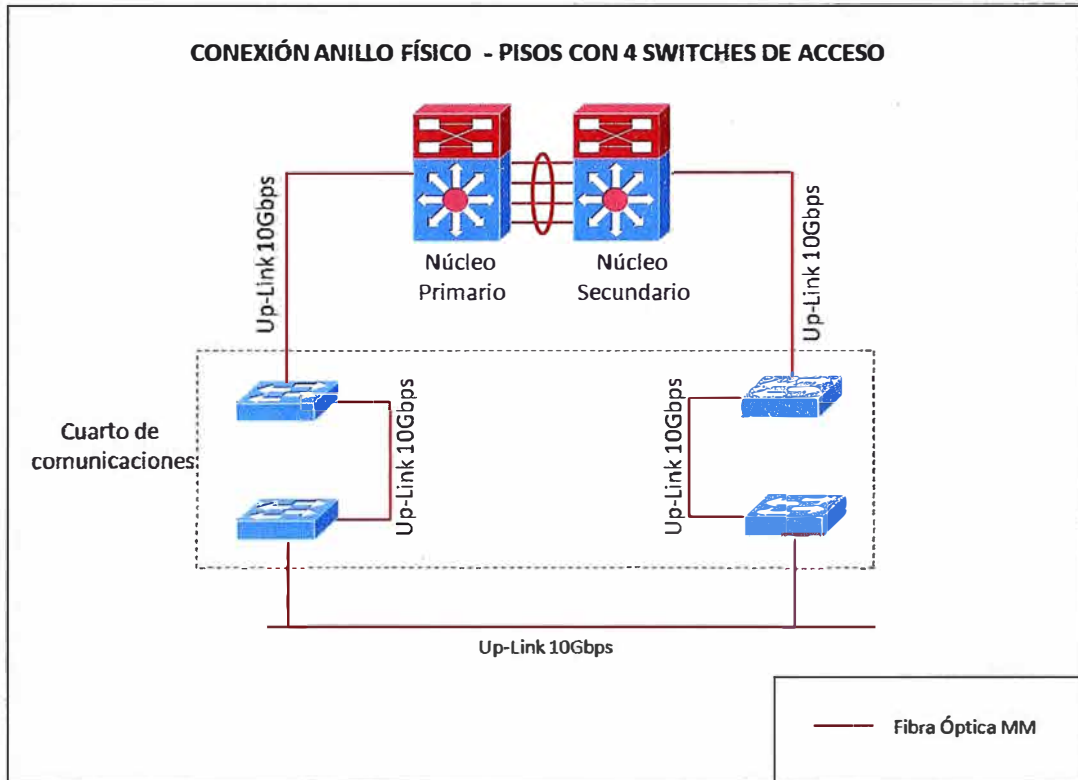 CONEXIÓN ANILLO FÍSICO - PISOS CON 4 SWITCHES DE ACCESO
Up-Link 10Gbps
Núcleo
Primario
Núcleo
Secundario
Up-Link 10Gbps
Cuarto de
comunicaciones
Up-Link 10Gbps
Up-Link 10Gbps
Up-Link 10Gbps
Fibra Óptica MM